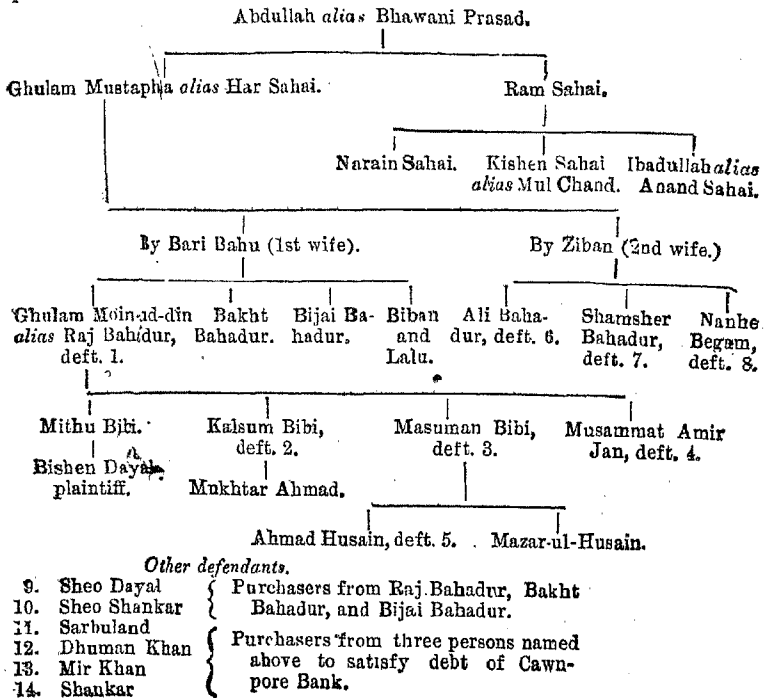 Abdullah alias Bhawani Prasad.
Ghulam Mustapha alias Har Sahai.
Ram Sahai.
Narain Sahai. Kishen Sahai Ibadullah alias
alias Mul Chand. Anand Sahai.
By Bari Bahu (1st wife).
By Ziban (2nd wife.)
Ghulam Moin-ud-din Bakht Bijai Ba- Biban Ali Baha- Shamsher Nanhe
alias Raj Bahadur, Bahadur. hadur. and dur, deft. 6. Bahadur, Begam,
deft. 1. Lalu. deft. 7. deft. 8.
Mithu Bibi. Kalsum Bibi, Masuman Bibi, Musammat Amir
deft. 2. deft. 3. Jan, deft. 4.
Bishen Dayal
plaintiff. Mukhtar Ahmad.
Ahmad Husain, deft. 5. Mazar-ul-Husain.
Other defendants.
9. Sheo Dayal { Purchasers from Raj Bahadur, Bakht
10. Sheo Shankar { Bahadur, and Bijai Bahadur.
11. Sarbuland
12. Dhuman Khan { Purchasers from three persons named
13. Mir Khan above to satisfy debt of Cawn-
14. Shankar pore Bank.